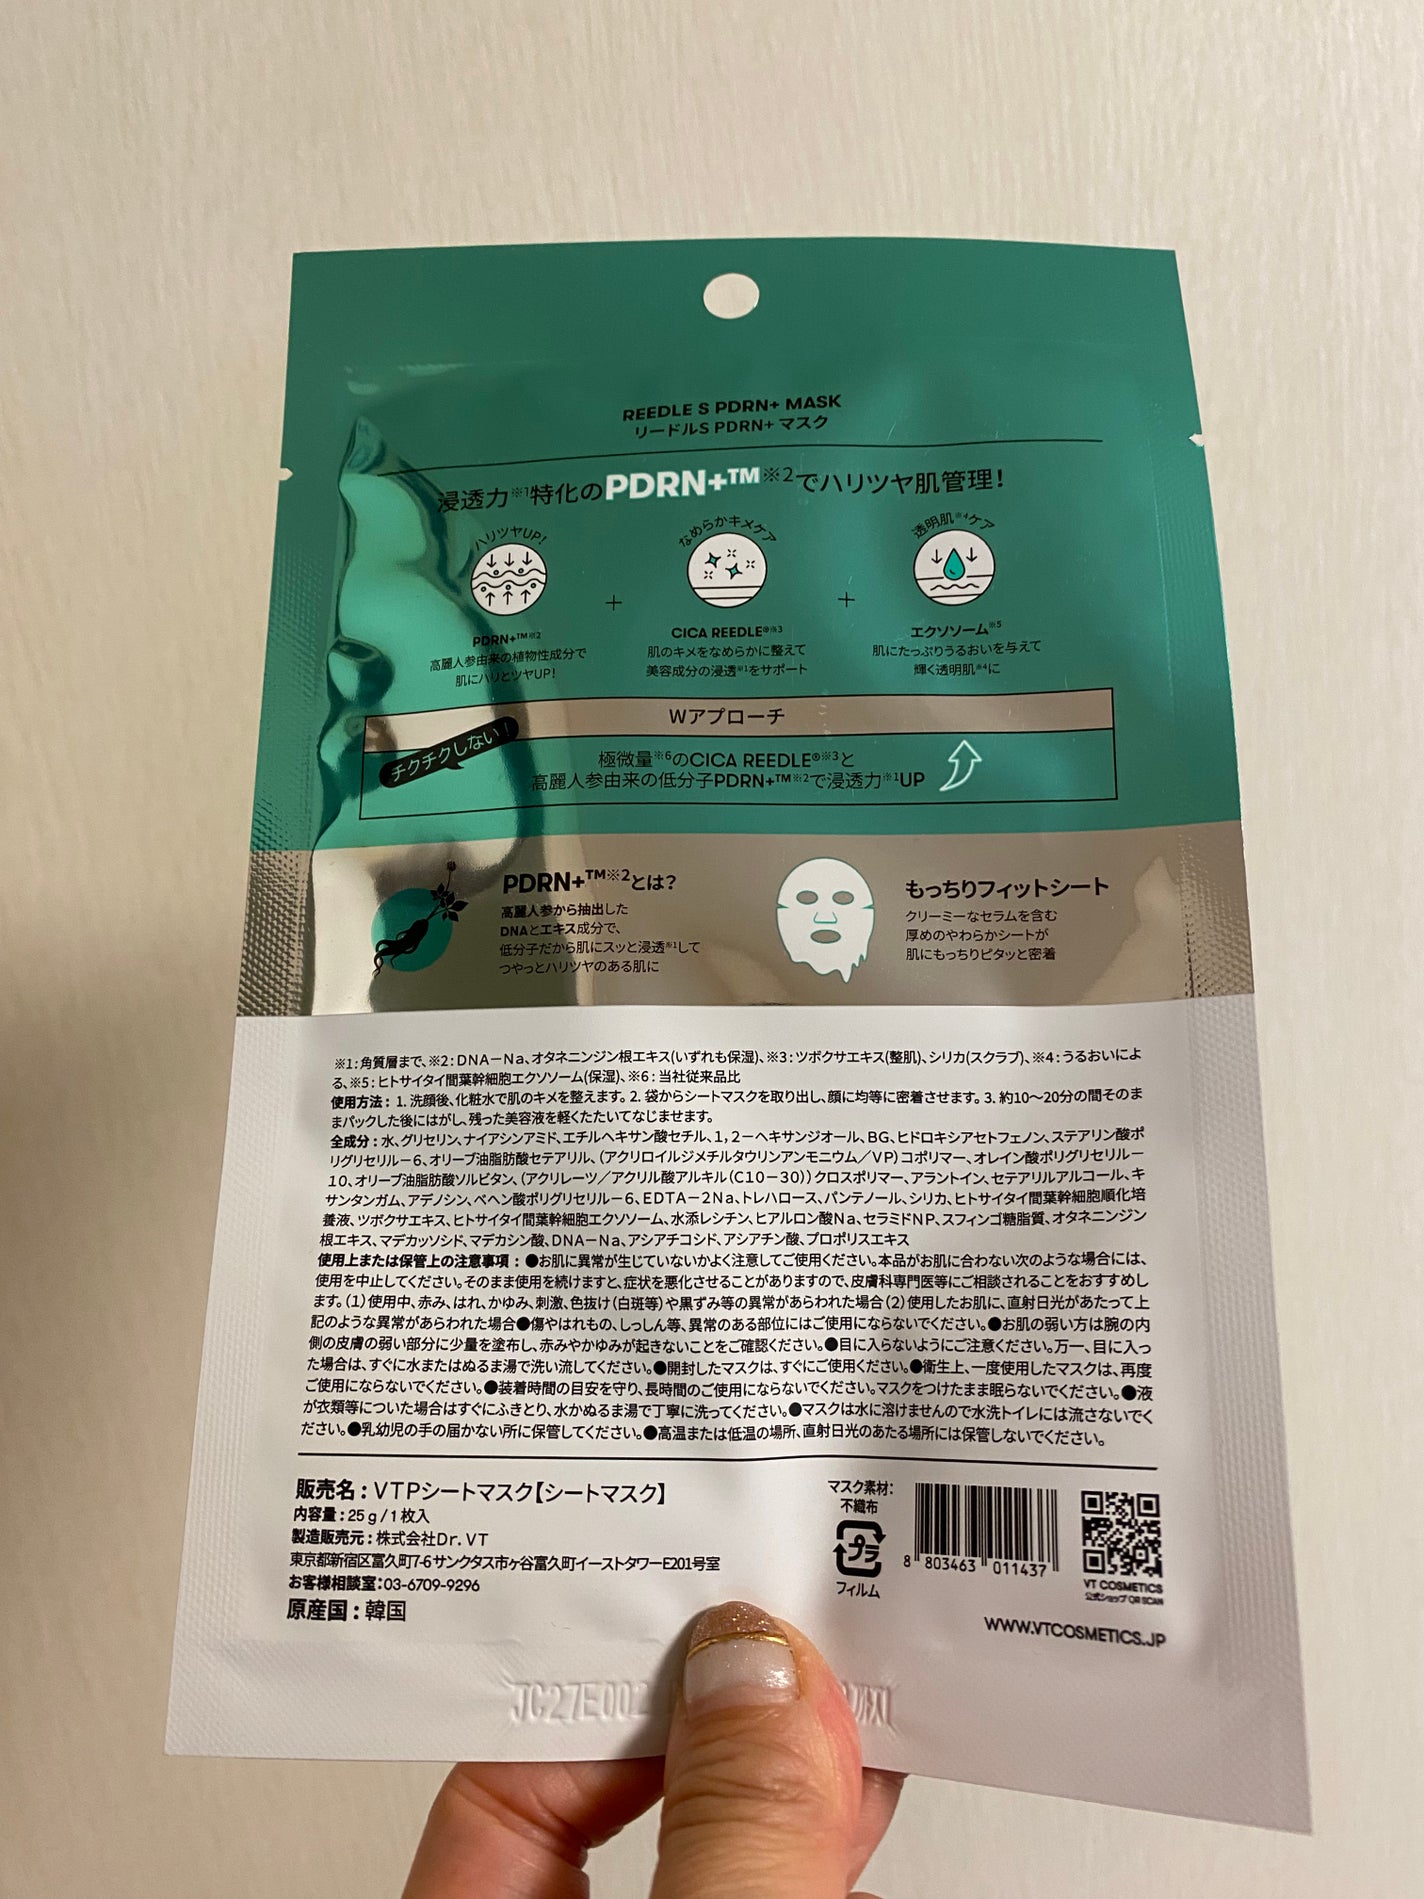 REEDLE S PDRN+ MASK
リードルS PDRN+ マスク
浸透力※1特化のPDRN+™※2でハリツヤ肌管理!
ハリツヤUP!
なめらかキメケア
透明肌※4ケア
+
+
PDRN+™※2
高麗人参由来の植物性成分で
肌にハリとツヤUP!
CICA REEDLE®※3
肌のキメをなめらかに整えて
美容成分の浸透※1をサポート
エクソソーム※5
肌にたっぷりうるおいを与えて
輝く透明肌※4に
Wアプローチ
チクチクしない!
極微量※6のCICA REEDLE®※3と
高麗人参由来の低分子PDRN+™※2で浸透力※1UP
PDRN+™※2とは?
高麗人参から抽出した
DNAとエキス成分で、
低分子だから肌にスッと浸透※1して
つやっとハリツヤのある肌に
もっちりフィットシート
クリーミーなセラムを含む
厚めのやわらかシートが
肌にもっちりピタッと密着
※1:角質層まで、※2:DNA－Na、オタネニンジン根エキス(いずれも保湿)、※3:ツボクサエキス(整肌)、シリカ(スクラブ)、※4:うるおいによ
る、※5:ヒトサイタイ間葉幹細胞エクソソーム(保湿)、※6:当社従来品比
使用方法: 1. 洗顔後、化粧水で肌のキメを整えます。2. 袋からシートマスクを取り出し、顔に均等に密着させます。3. 約10～20分の間そのま
まパックした後にはがし、残った美容液を軽くたたいてなじませます。
全成分:水、グリセリン、ナイアシンアミド、エチルヘキサン酸セチル、1,2－ヘキサンジオール、BG、ヒドロキシアセトフェノン、ステアリン酸ポ
リグリセリル－6、オリーブ油脂肪酸セテアリル、(アクリロイルジメチルタウリンアンモニウム／VP)コポリマー、オレイン酸ポリグリセリル－
10、オリーブ油脂肪酸ソルビタン、(アクリレーツ／アクリル酸アルキル(C10－30))クロスポリマー、アラントイン、セテアリルアルコール、キ
サンタンガム、アデノシン、ベヘン酸ポリグリセリル－6、EDTA－2Na、トレハロース、パンテノール、シリカ、ヒトサイタイ間葉幹細胞順化培
養液、ツボクサエキス、ヒトサイタイ間葉幹細胞エクソソーム、水添レシチン、ヒアルロン酸Na、セラミドNP、スフィンゴ糖脂質、オタネニンジン
根エキス、マデカッソシド、マデカシン酸、DNA－Na、アシアチコシド、アシアチン酸、プロポリスエキス
使用上または保管上の注意事項: ●お肌に異常が生じていないかよく注意してご使用ください。本品がお肌に合わない次のような場合には、
使用を中止してください。そのまま使用を続けますと、症状を悪化させることがありますので、皮膚科専門医等にご相談されることをおすすめし
ます。(1)使用中、赤み、はれ、かゆみ、刺激、色抜け(白斑等)や黒ずみ等の異常があらわれた場合(2)使用したお肌に、直射日光があたって上
記のような異常があらわれた場合●傷やはれもの、しっしん等、異常のある部位にはご使用にならないでください。●お肌の弱い方は腕の内
側の皮膚の弱い部分に少量を塗布し、赤みやかゆみが起きないことをご確認ください。●目に入らないようにご注意ください。万一、目に入っ
た場合は、すぐに水またはぬるま湯で洗い流してください。●開封したマスクは、すぐにご使用ください。●衛生上、一度使用したマスクは、再度
ご使用にならないでください。●装着時間の目安を守り、長時間のご使用にならないでください。マスクをつけたまま眠らないでください。●液
が衣類等についた場合はすぐにふきとり、水かぬるま湯で丁寧に洗ってください。●マスクは水に溶けませんので水洗トイレには流さないでく
ださい。●乳幼児の手の届かない所に保管してください。●高温または低温の場所、直射日光のあたる場所には保管しないでください。
販売名:VTPシートマスク【シートマスク】
内容量:25g/1枚入
製造販売元:株式会社Dr.VT
東京都新宿区富久町7-6 サンクタス市ヶ谷富久町イーストタワーE201号室
お客様相談室:03-6709-9296
原産国:韓国
マスク素材:
不織布
プラ
フィルム
8 803463 011437
VT COSMETICS
公式ショップ QR SCAN
WWW.VTCOSMETICS.JP
JC27E002